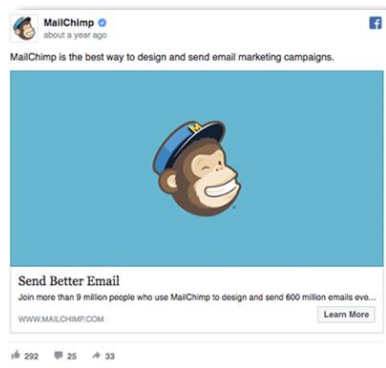 MailChimp
about a year ago
MailChimp is the best way to design and send email marketing campaigns.
M
Send Better Email
Join more than 9 million people who use MailChimp to design and send 600 million emails eve...
WWW.MAILCHIMP.COM
Learn More
292 25 33